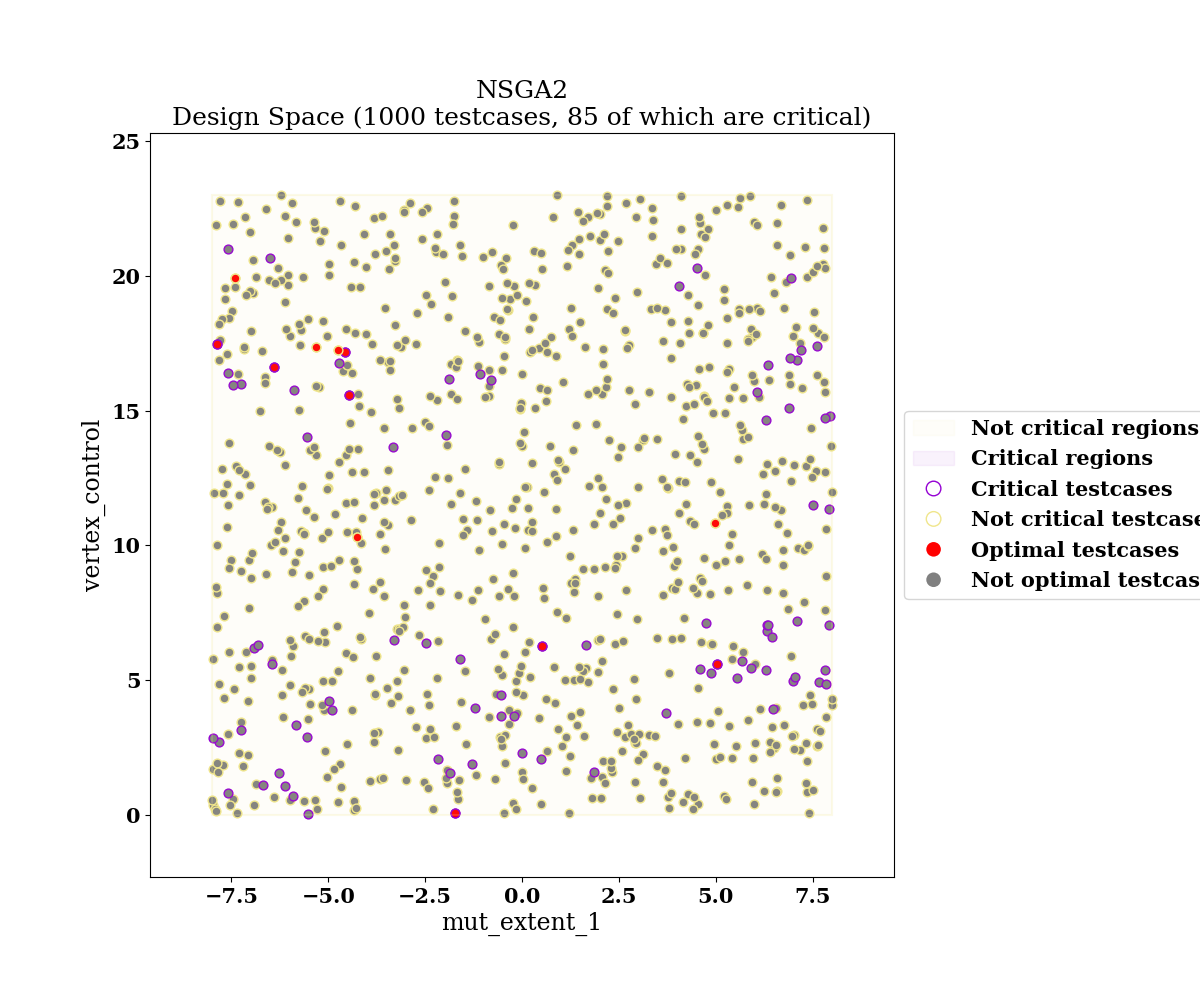 NSGA2
Design Space (1000 testcases, 85 of which are critical)
25
20
15
10
5
0
vertex_control
−7.5 −5.0 −2.5 0.0 2.5 5.0 7.5
mut_extent_1
Not critical regions
Critical regions
Critical testcases
Not critical testcase
Optimal testcases
Not optimal testcas